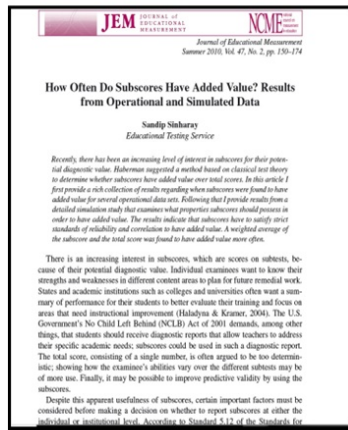 JEM JOURNAL of
EDUCATIONAL
MEASUREMENT
NCME
Journal of Educational Measurement
Summer 2010, Vol. 47, No. 2, pp. 150–174
How Often Do Subscores Have Added Value? Results
from Operational and Simulated Data
Sandip Sinharay
Educational Testing Service
Recently, there has been an increasing level of interest in subscores for their poten-
tial diagnostic value. Haberman suggested a method based on classical test theory
to determine whether subscores have added value over total scores. In this article I
first provide a rich collection of results regarding when subscores were found to have
added value for several operational data sets. Following that I provide results from a
detailed simulation study that examines what properties subscores should possess in
order to have added value. The results indicate that subscores have to satisfy strict
standards of reliability and correlation to have added value. A weighted average of
the subscore and the total score was found to have added value more often.
There is an increasing interest in subscores, which are scores on subtests, be-
cause of their potential diagnostic value. Individual examinees want to know their
strengths and weaknesses in different content areas to plan for future remedial work.
States and academic institutions such as colleges and universities often want a sum-
mary of performance for their students to better evaluate their training and focus on
areas that need instructional improvement (Haladyna & Kramer, 2004). The U.S.
Government's No Child Left Behind (NCLB) Act of 2001 demands, among other
things, that students should receive diagnostic reports that allow teachers to address
their specific academic needs; subscores could be used in such a diagnostic report.
The total score, consisting of a single number, is often argued to be too determin-
istic; showing how the examinee's abilities vary over the different subtests may be
of more use. Finally, it may be possible to improve predictive validity by using the
subscores.
Despite this apparent usefulness of subscores, certain important factors must be
considered before making a decision on whether to report subscores at either the
individual or institutional level. According to Standard 5.12 of the Standards for